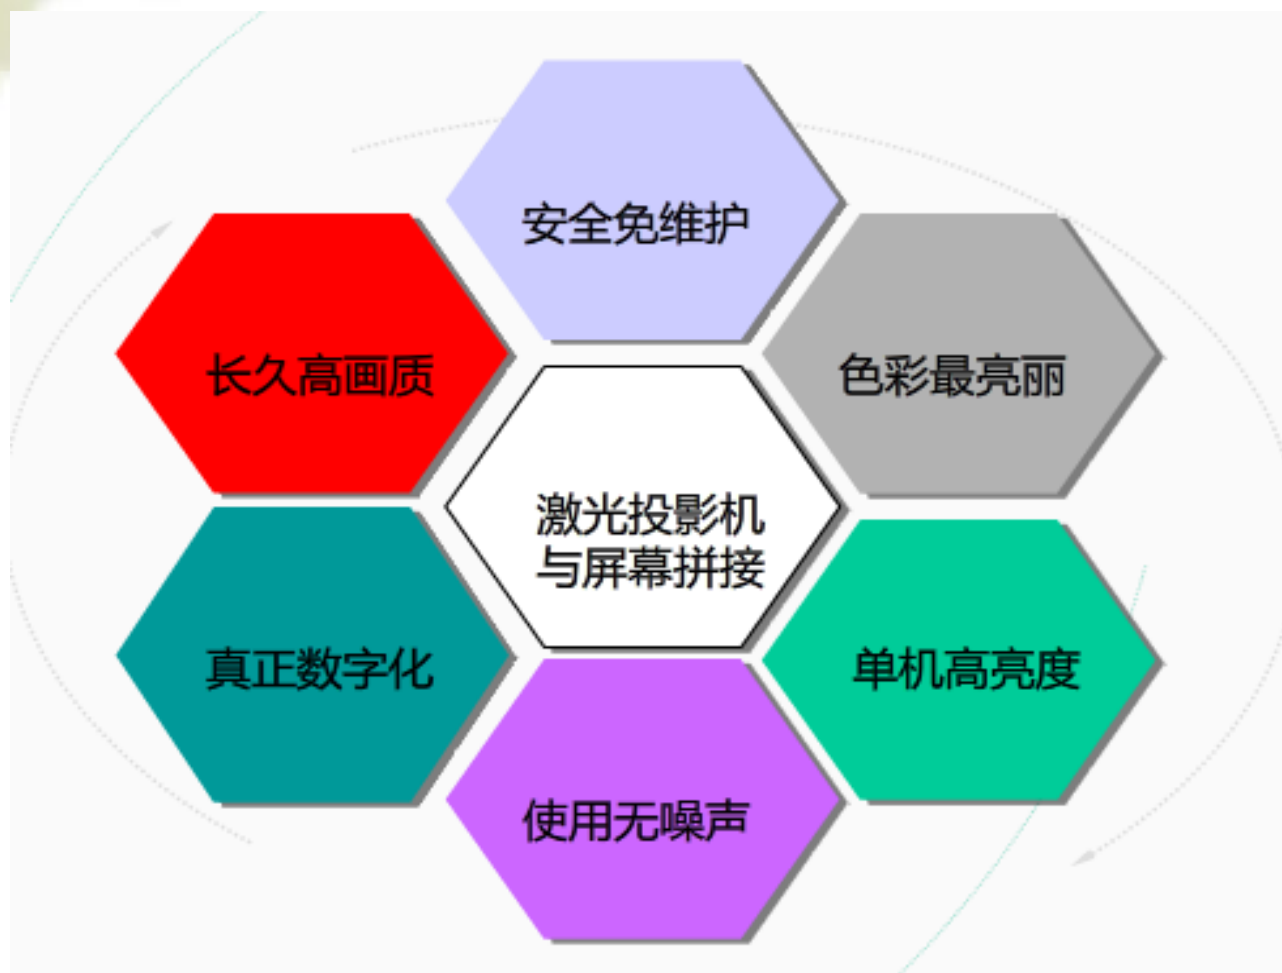 安全免维护
长久高画质
色彩最亮丽
激光投影机
与屏幕拼接
真正数字化
单机高亮度
使用无噪声